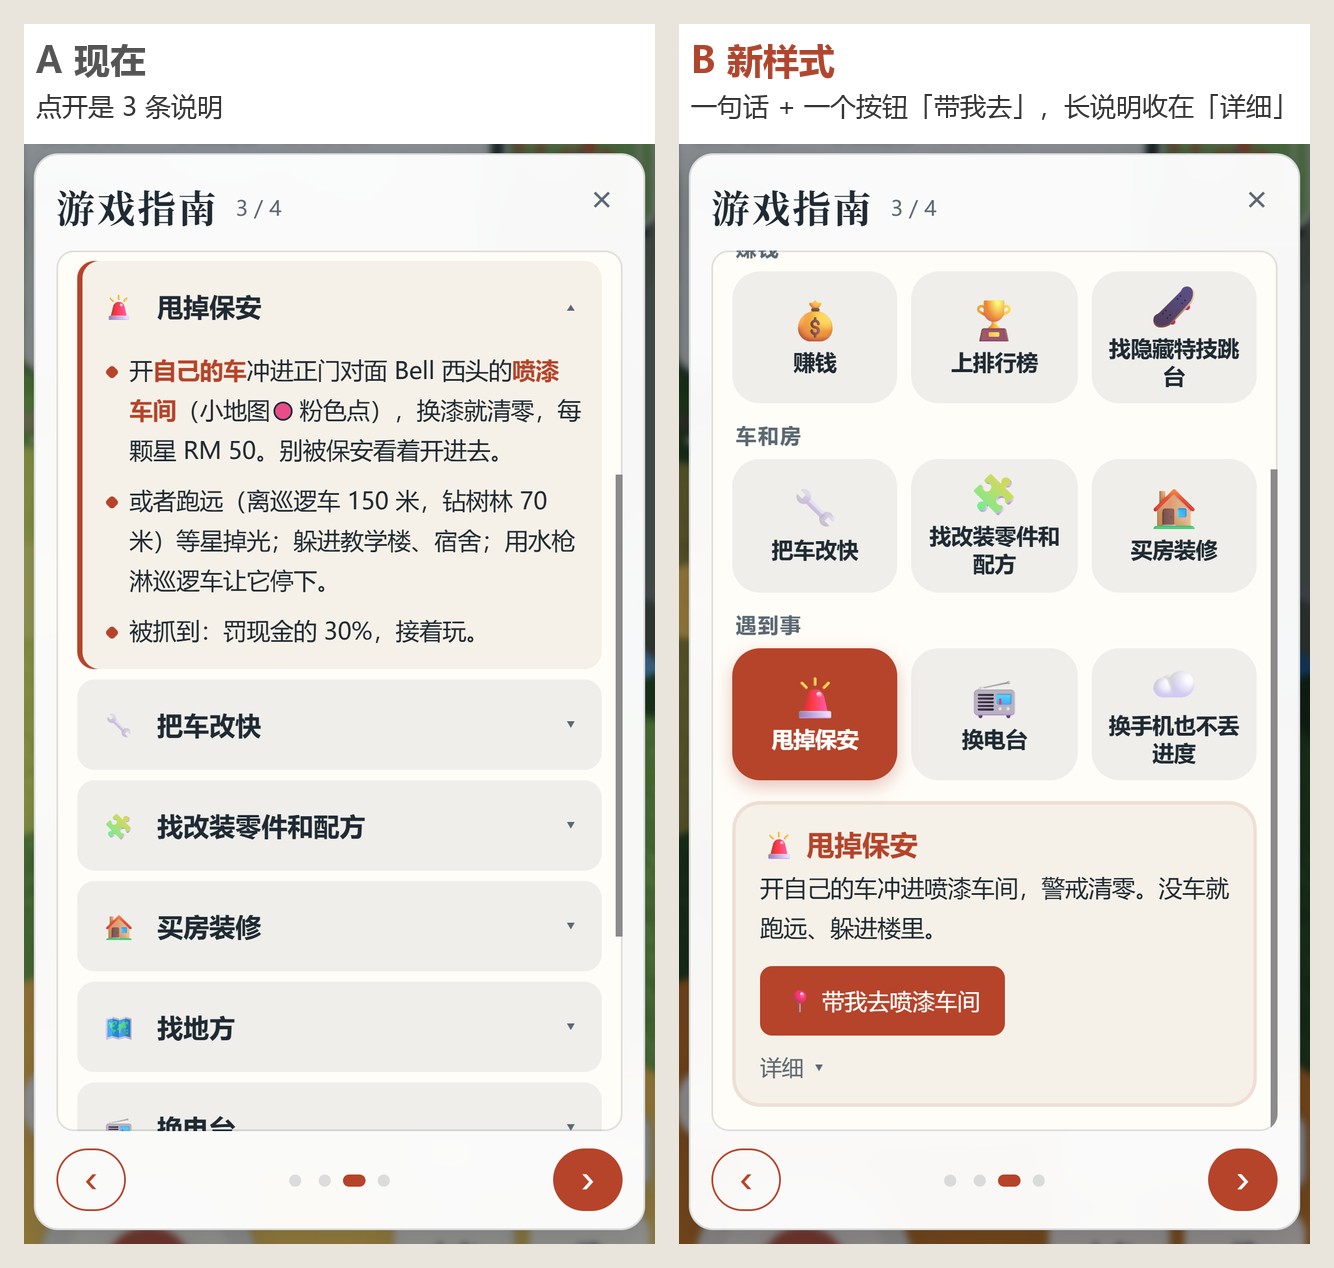 A 现在
点开是 3 条说明
游戏指南 3 / 4
×
甩掉保安
开自己的车冲进正门对面 Bell 西头的喷漆
车间（小地图 粉色点），换漆就清零，每
颗星 RM 50。别被保安看着开进去。
或者跑远（离巡逻车 150 米，钻树林 70
米）等星掉光；躲进教学楼、宿舍；用水枪
淋巡逻车让它停下。
被抓到：罚现金的 30%，接着玩。
把车改快
找改装零件和配方
买房装修
找地方
换电台
B 新样式
一句话 + 一个按钮「带我去」，长说明收在「详细」
游戏指南 3 / 4
×
赚钱
赚钱
上排行榜
找隐藏特技跳
台
车和房
把车改快
找改装零件和
配方
买房装修
遇到事
甩掉保安
换电台
换手机也不丢
进度
甩掉保安
开自己的车冲进喷漆车间，警戒清零。没车就
跑远、躲进楼里。
带我去喷漆车间
详细